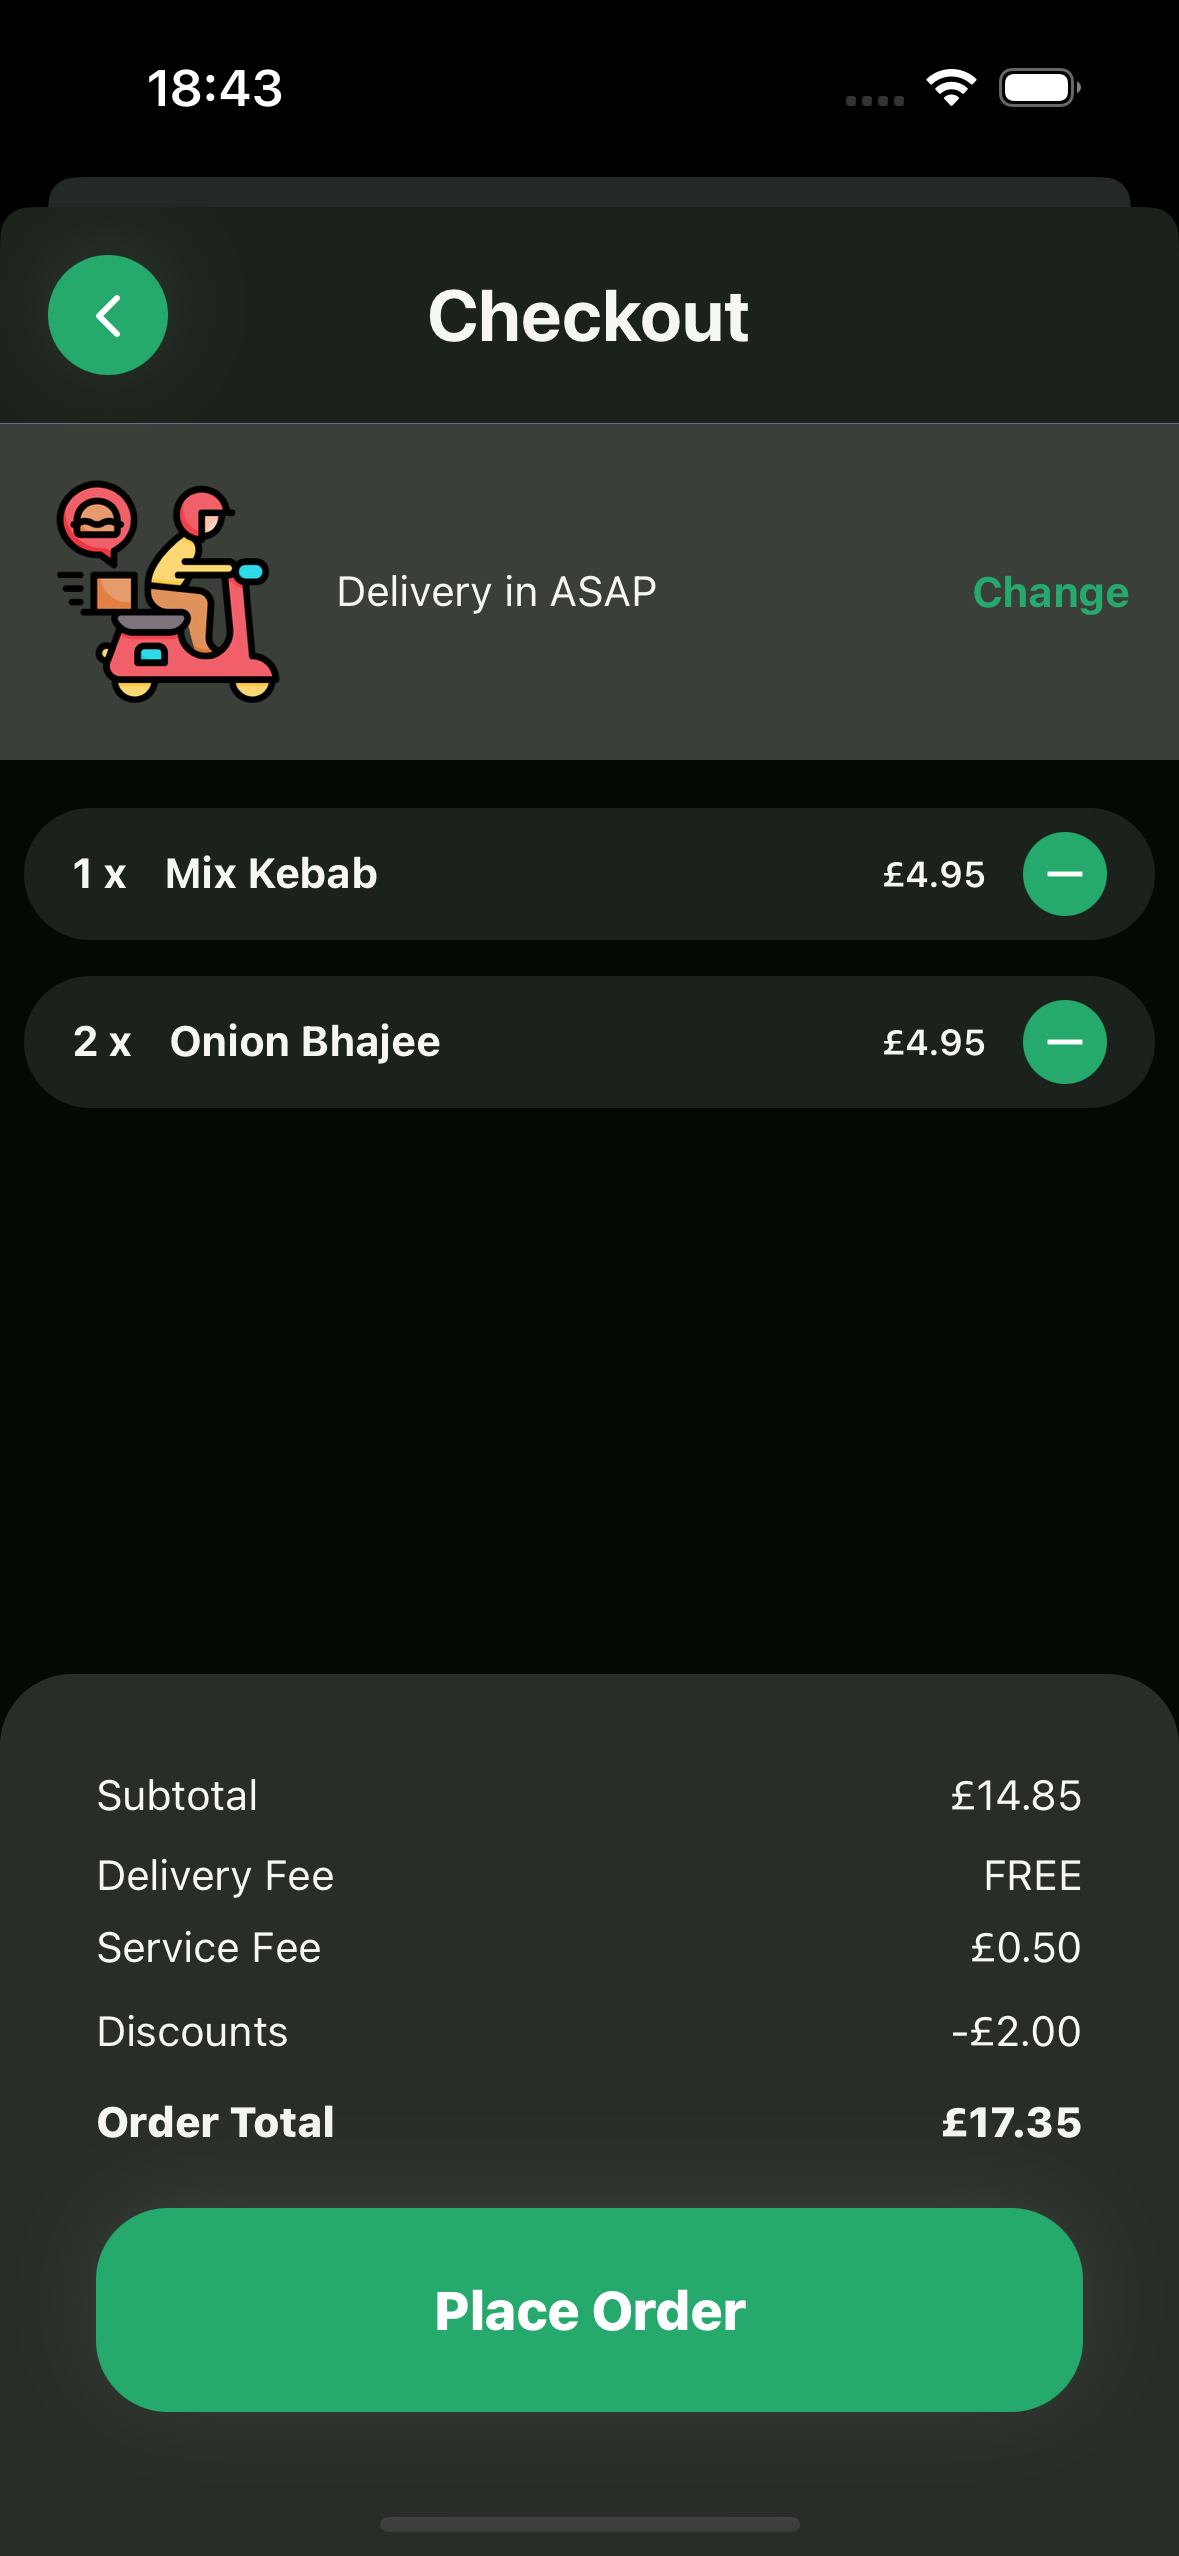 18:43
Checkout
Delivery in ASAP Change
1 x Mix Kebab £4.95
2 x Onion Bhajee £4.95
Subtotal £14.85
Delivery Fee FREE
Service Fee £0.50
Discounts -£2.00
Order Total £17.35
Place Order